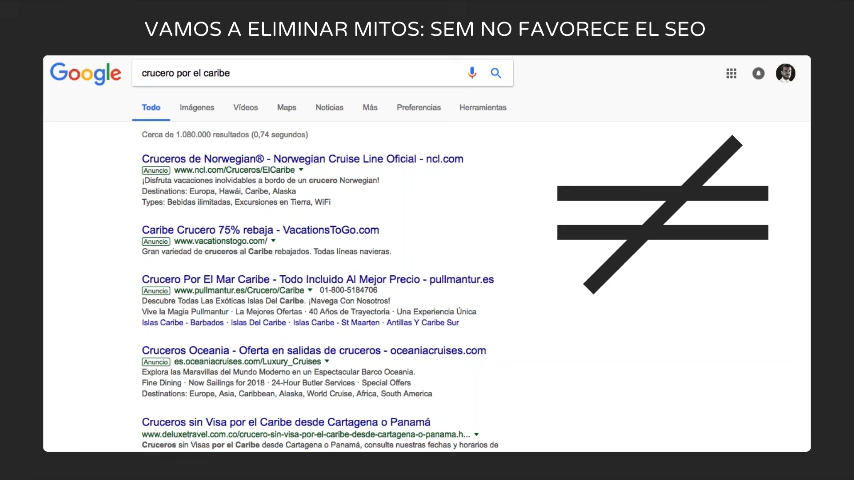 VAMOS A ELIMINAR MITOS: SEM NO FAVORECE EL SEO
Google
crucero por el caribe
Todo Imágenes Vídeos Maps Noticias Más Preferencias Herramientas
Cerca de 1.080.000 resultados (0,74 segundos)
Cruceros de Norwegian® - Norwegian Cruise Line Oficial - ncl.com
Anuncio www.ncl.com/Cruceros/ElCaribe
¡Disfruta vacaciones inolvidables a bordo de un crucero Norwegian!
Destinations: Europa, Hawái, Caribe, Alaska
Types: Bebidas ilimitadas, Excursiones en Tierra, WiFi
Caribe Crucero 75% rebaja - VacationsToGo.com
Anuncio www.vacationstogo.com/
Gran variedad de cruceros al Caribe rebajados. Todas líneas navieras.
Crucero Por El Mar Caribe - Todo Incluido Al Mejor Precio - pullmantur.es
Anuncio www.pullmantur.es/Crucero/Caribe 01-800-5184706
Descubre Todas Las Exóticas Islas Del Caribe. ¡Navega Con Nosotros!
Vive la Magia Pullmantur · La Mejores Ofertas · 40 Años de Trayectoria · Una Experiencia Única
Islas Caribe - Barbados · Islas Del Caribe · Islas Caribe - St Maarten · Antillas Y Caribe Sur
Cruceros Oceania - Oferta en salidas de cruceros - oceaniacruises.com
Anuncio es.oceaniacruises.com/Luxury_Cruises
Explora las Maravillas del Mundo Moderno en un Espectacular Barco Oceania.
Fine Dining · Now Sailings for 2018 · 24-Hour Butler Services · Special Offers
Destinations: Europe, Asia, Caribbean, Alaska, World Cruise, Africa, South America
Cruceros sin Visa por el Caribe desde Cartagena o Panamá
www.deluxetravel.com.co/crucero-sin-visa-por-el-caribe-desde-cartagena-o-panama.h...
Cruceros sin Visas por el Caribe desde Cartagena o Panamá, consulte nuestras fechas y horarios de